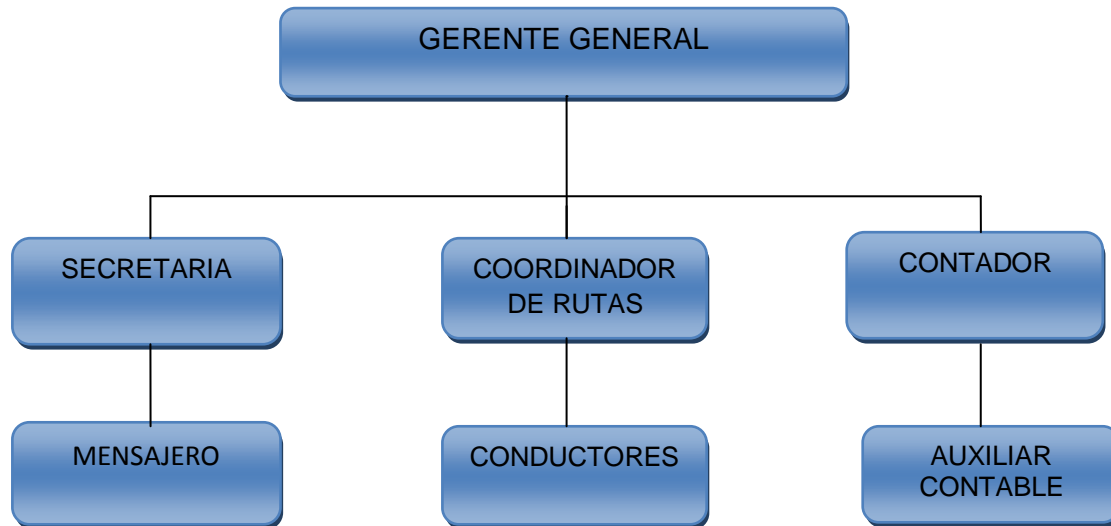 GERENTE GENERAL
SECRETARIA
COORDINADOR
DE RUTAS
CONTADOR
MENSAJERO
CONDUCTORES
AUXILIAR
CONTABLE